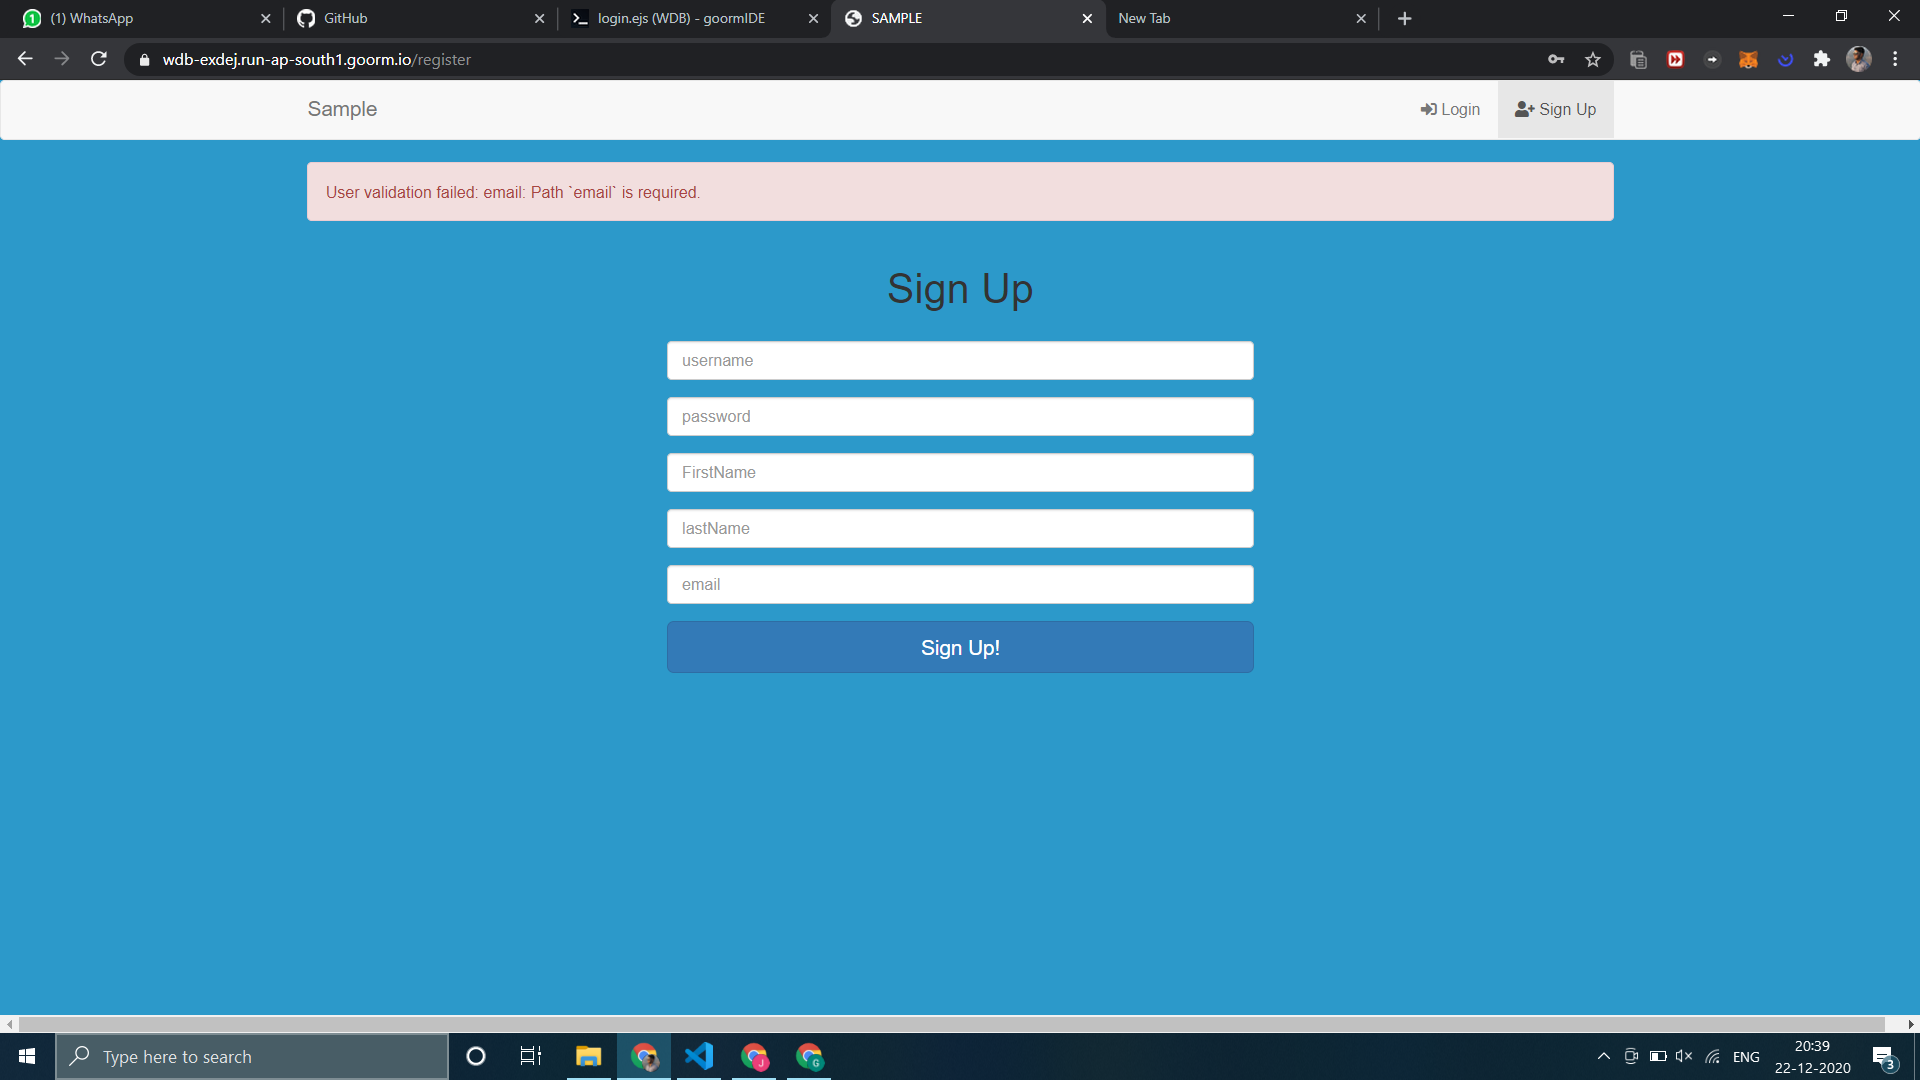 (1) WhatsApp
GitHub
login.ejs (WDB) - goormIDE
SAMPLE
New Tab
wdb-exdej.run-ap-south1.goorm.io/register
Sample
Login
Sign Up
User validation failed: email: Path `email` is required.
Sign Up
username
password
FirstName
lastName
email
Sign Up!
Type here to search
J
G
ENG
20:39
22-12-2020
3